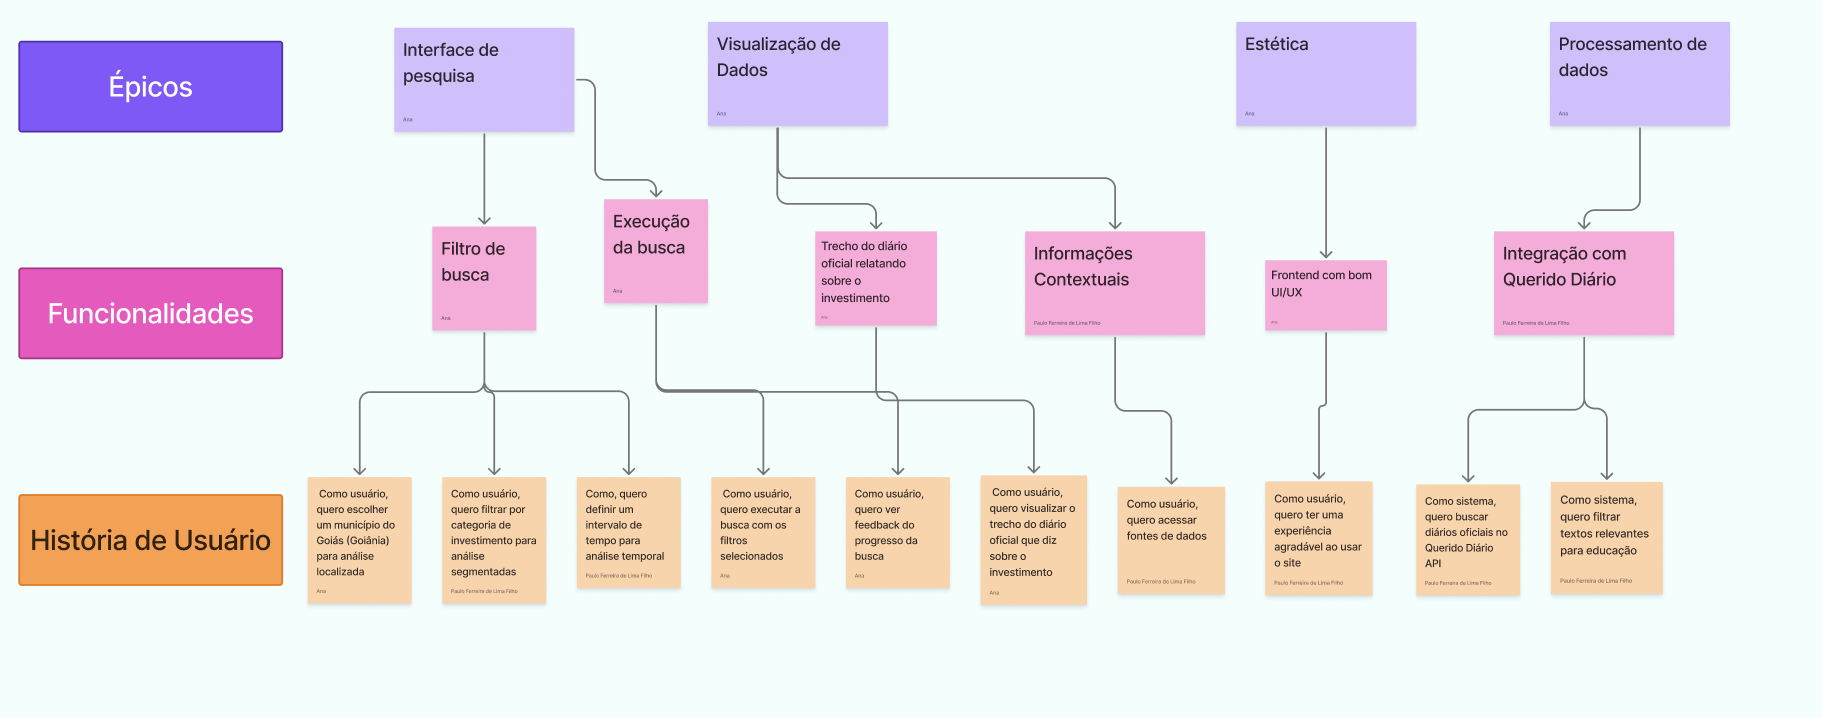 Épicos
Interface de
pesquisa
Ana
Visualização de
Dados
Ana
Estética
Ana
Processamento de
dados
Ana
Funcionalidades
Filtro de
busca
Ana
Execução
da busca
Ana
Trecho do diário
oficial relatando
sobre o
investimento
Ana
Informações
Contextuais
Paulo Ferreira de Lima Filho
Frontend com bom
UI/UX
Ana
Integração com
Querido Diário
Paulo Ferreira de Lima Filho
História de Usuário
Como usuário,
quero escolher
um município do
Goiás (Goiânia)
para análise
localizada
Ana
Como usuário,
quero filtrar por
categoria de
investimento para
análise
segmentadas
Paulo Ferreira de Lima Filho
Como, quero
definir um
intervalo de
tempo para
análise temporal
Paulo Ferreira de Lima Filho
Como usuário,
quero executar a
busca com os
filtros
selecionados
Ana
Como usuário,
quero ver
feedback do
progresso da
busca
Ana
Como usuário,
quero visualizar o
trecho do diário
oficial que diz
sobre o
investimento
Ana
Como usuário,
quero acessar
fontes de dados
Paulo Ferreira de Lima Filho
Como usuário,
quero ter uma
experiência
agradável ao usar
o site
Paulo Ferreira de Lima Filho
Como sistema,
quero buscar
diários oficiais no
Querido Diário
API
Paulo Ferreira de Lima Filho
Como sistema,
quero filtrar
textos relevantes
para educação
Paulo Ferreira de Lima Filho